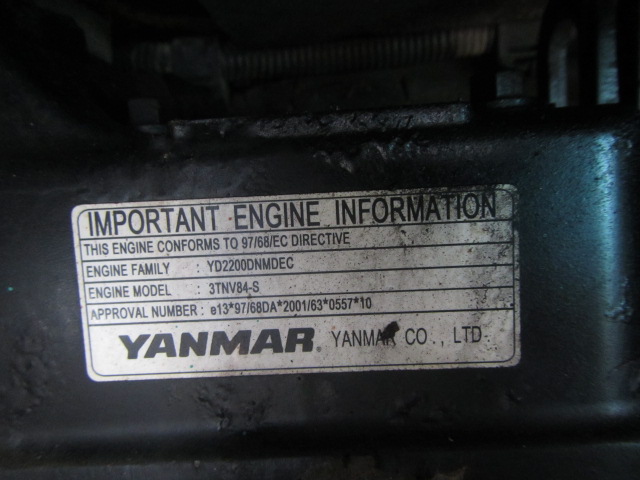 IMPORTANT ENGINE INFORMATION
THIS ENGINE CONFORMS TO 97/68/EC DIRECTIVE
ENGINE FAMILY : YD2200DNMDEC
ENGINE MODEL : 3TNV84-S
APPROVAL NUMBER : e13*97/68DA*2001/63*0557*10
YANMAR® YANMAR CO., LTD.